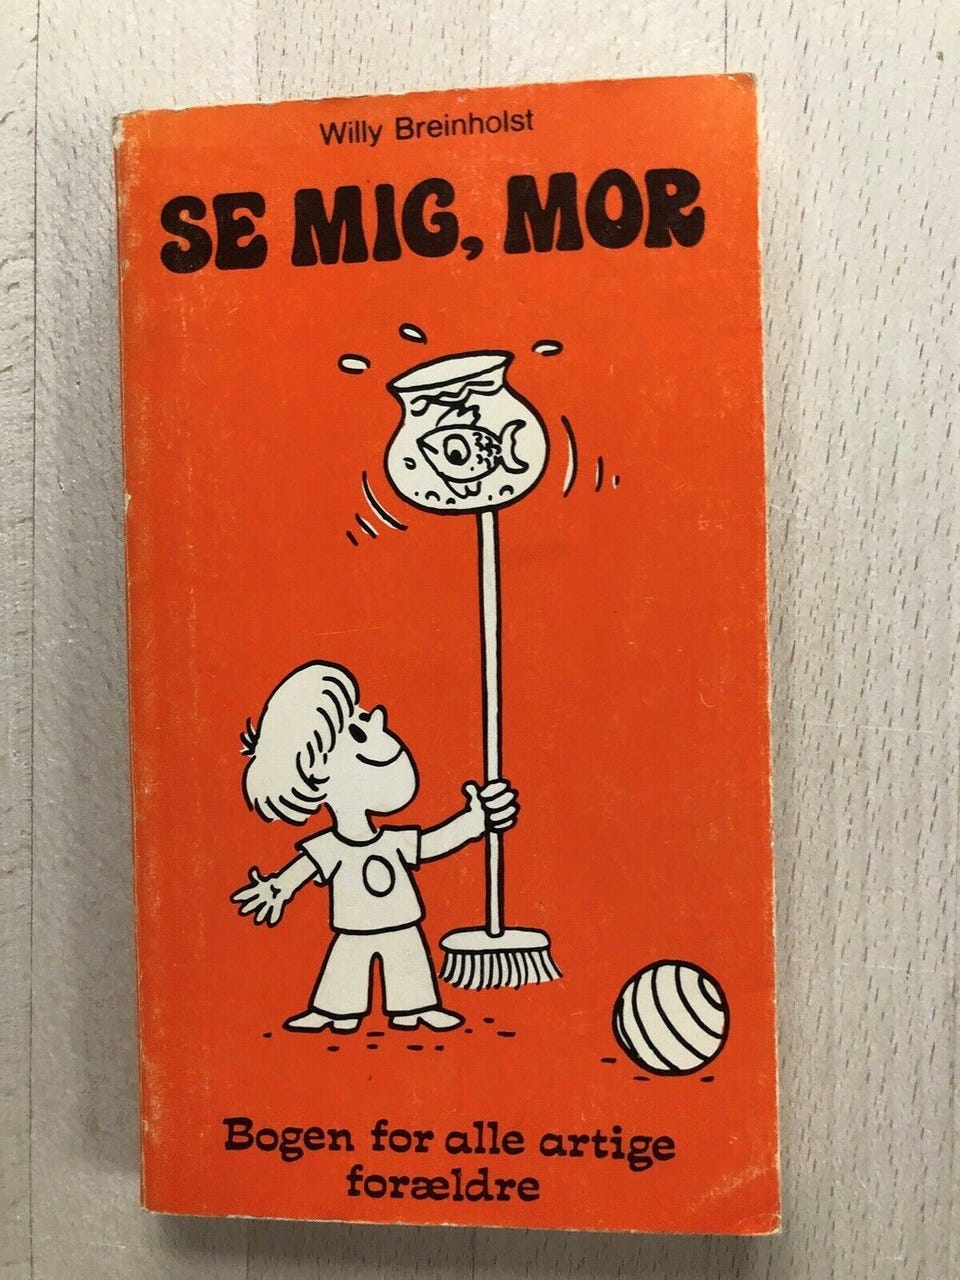 Willy Breinholst
SE MIG, MOR
Bogen for alle artige
forældre